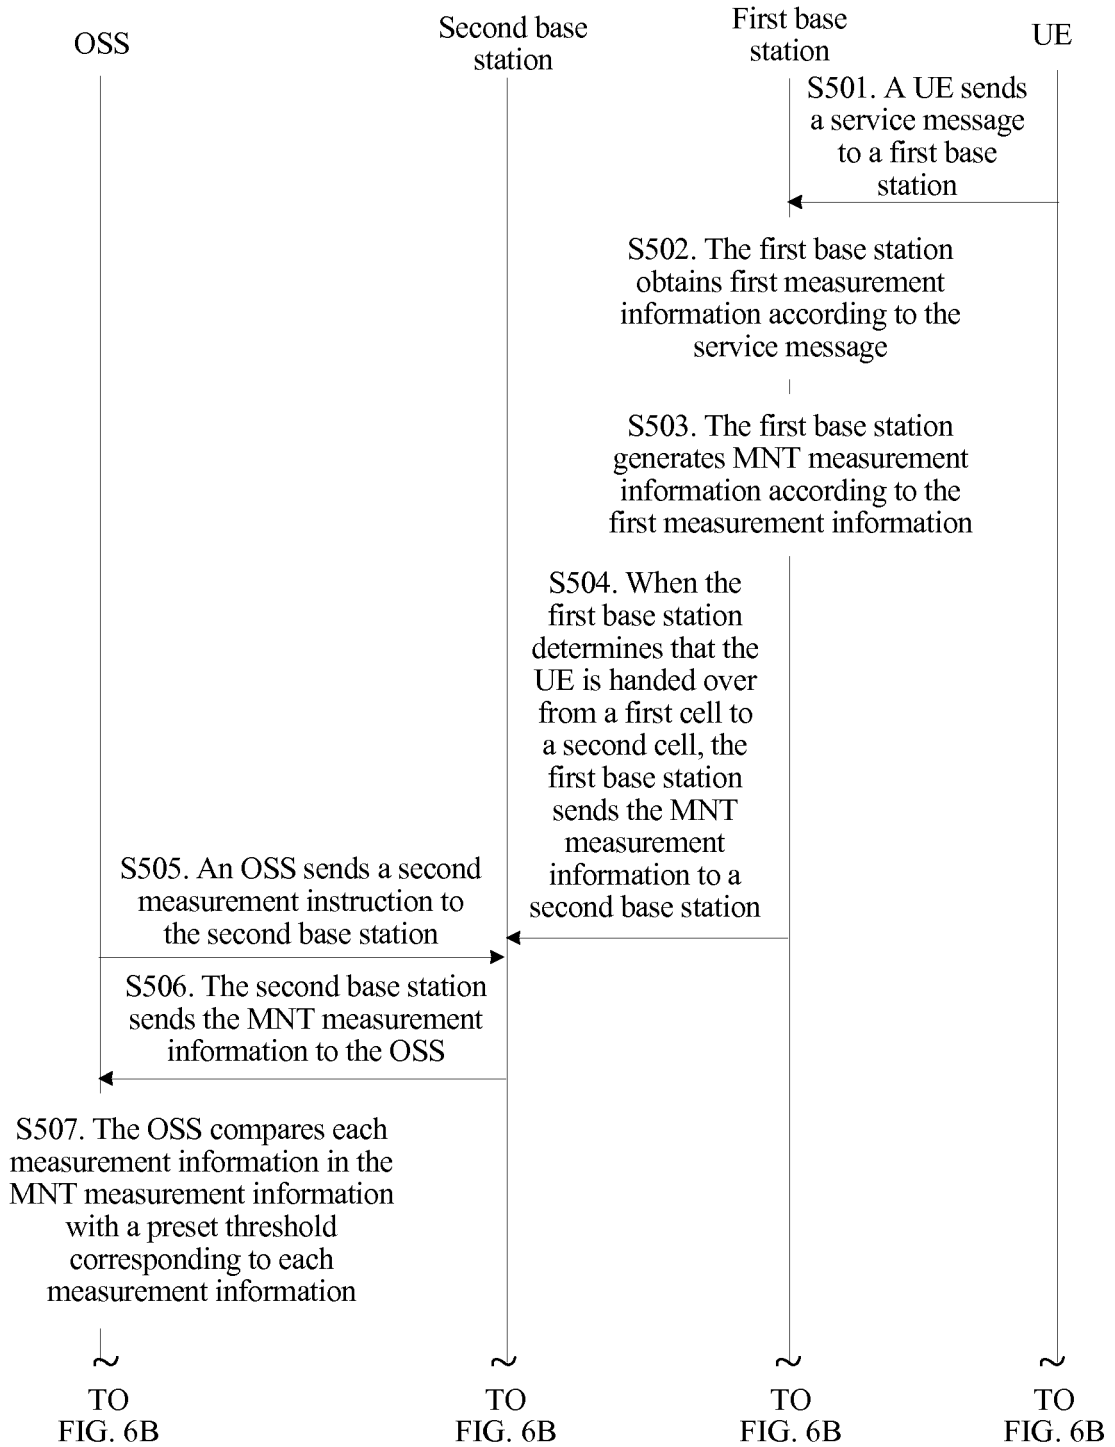 OSS
Second base
station
First base
station
UE
S501. A UE sends
a service message
to a first base
station
S502. The first base station
obtains first measurement
information according to the
service message
S503. The first base station
generates MNT measurement
information according to the
first measurement information
S504. When the
first base station
determines that the
UE is handed over
from a first cell to
a second cell, the
first base station
sends the MNT
measurement
information to a
second base station
S505. An OSS sends a second
measurement instruction to
the second base station
S506. The second base station
sends the MNT measurement
information to the OSS
S507. The OSS compares each
measurement information in the
MNT measurement information
with a preset threshold
corresponding to each
measurement information
TO
FIG. 6B
TO
FIG. 6B
TO
FIG. 6B
TO
FIG. 6B